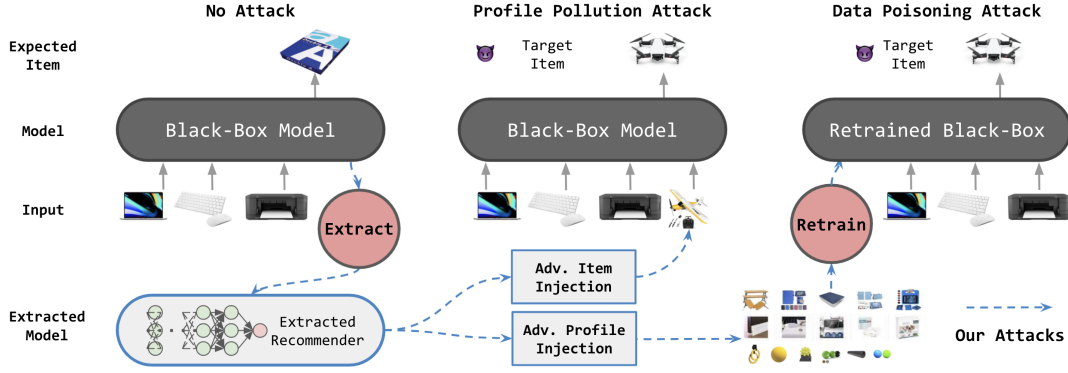 No Attack
Profile Pollution Attack
Data Poisoning Attack
Expected
Item
Target
Item
Target
Item
Model
Black-Box Model
Black-Box Model
Retrained Black-Box
Input
Extract
Retrain
Adv. Item
Injection
Extracted
Model
Extracted
Recommender
Adv. Profile
Injection
Our Attacks